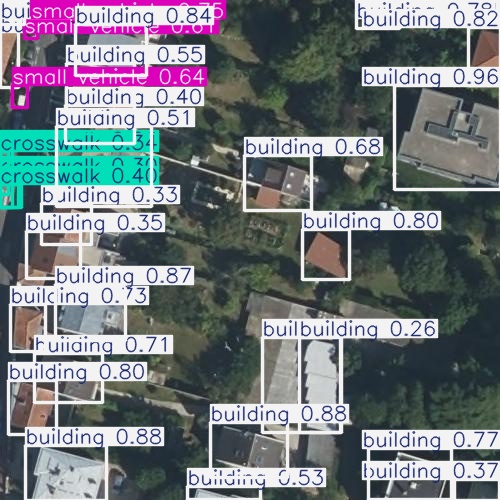 building 0.84
building 0.78
building 0.82
building 0.55
small vehicle 0.64
building 0.96
building 0.40
building 0.51
crosswalk 0.34
building 0.68
crosswalk 0.40
building 0.33
building 0.35
building 0.80
building 0.87
0.73
building 0.26
building 0.71
building 0.80
building 0.88
building 0.88
building 0.77
building 0.37
building 0.53